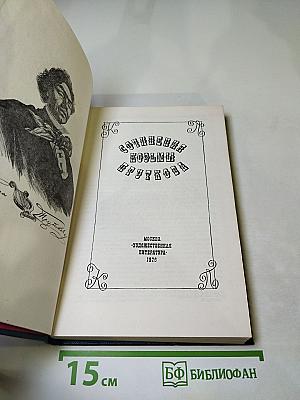 СОЧИНЕНИЯ
КОЗЬМЫ
ПРУТКОВА
МОСКВА
«ХУДОЖЕСТВЕННАЯ
ЛИТЕРАТУРА»
К
П
15 см
БФ БИБЛИОФАН